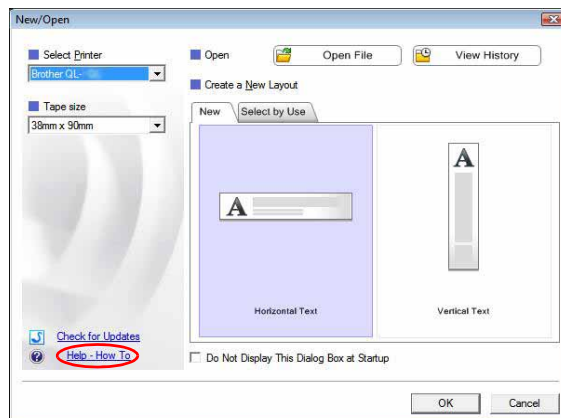 New/Open
Select Printer
Brother QL-
Tape size
38mm x 90mm
Check for Updates
Help - How To
Open
Open File
View History
Create a New Layout
New
Select by Use
A
Horizontal Text
A
Vertical Text
Do Not Display This Dialog Box at Startup
OK
Cancel